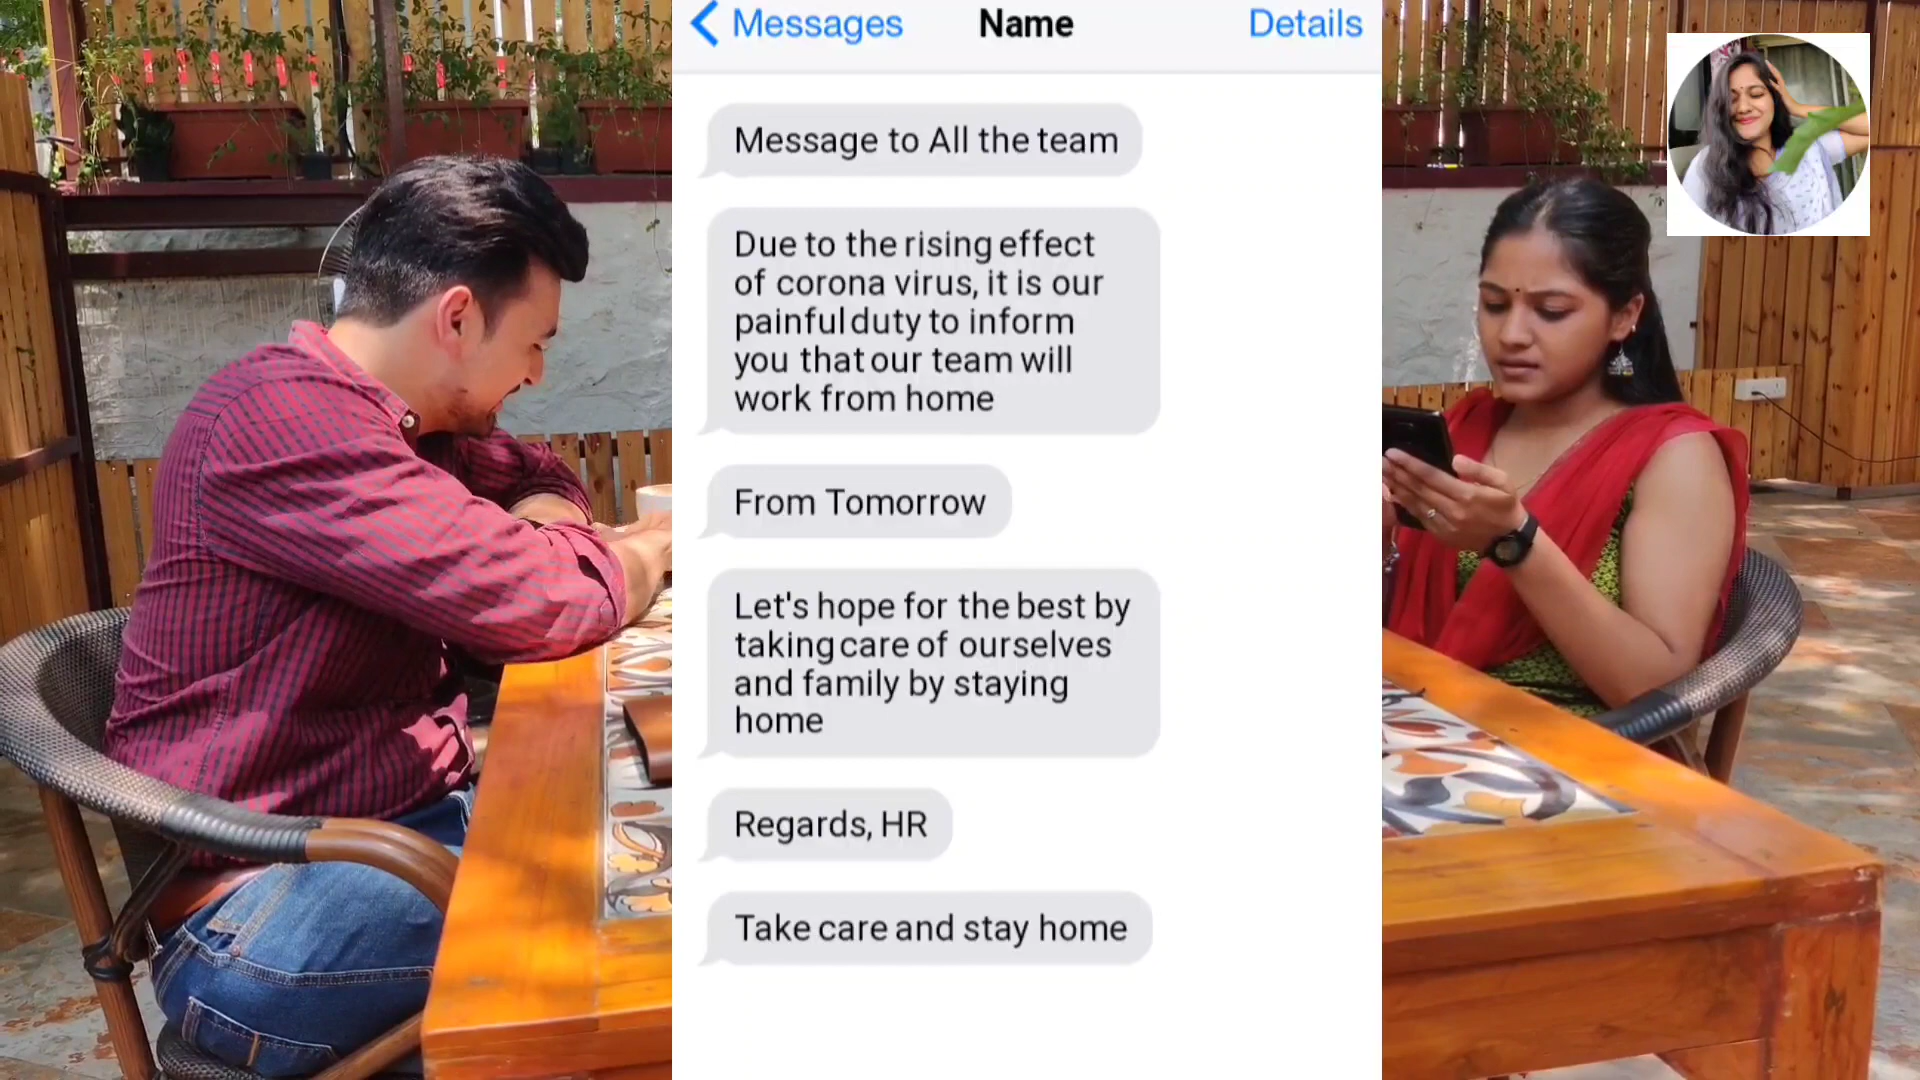 Messages Name Details
Message to All the team
Due to the rising effect
of corona virus, it is our
painful duty to inform
you that our team will
work from home
From Tomorrow
Let's hope for the best by
taking care of ourselves
and family by staying
home
Regards, HR
Take care and stay home